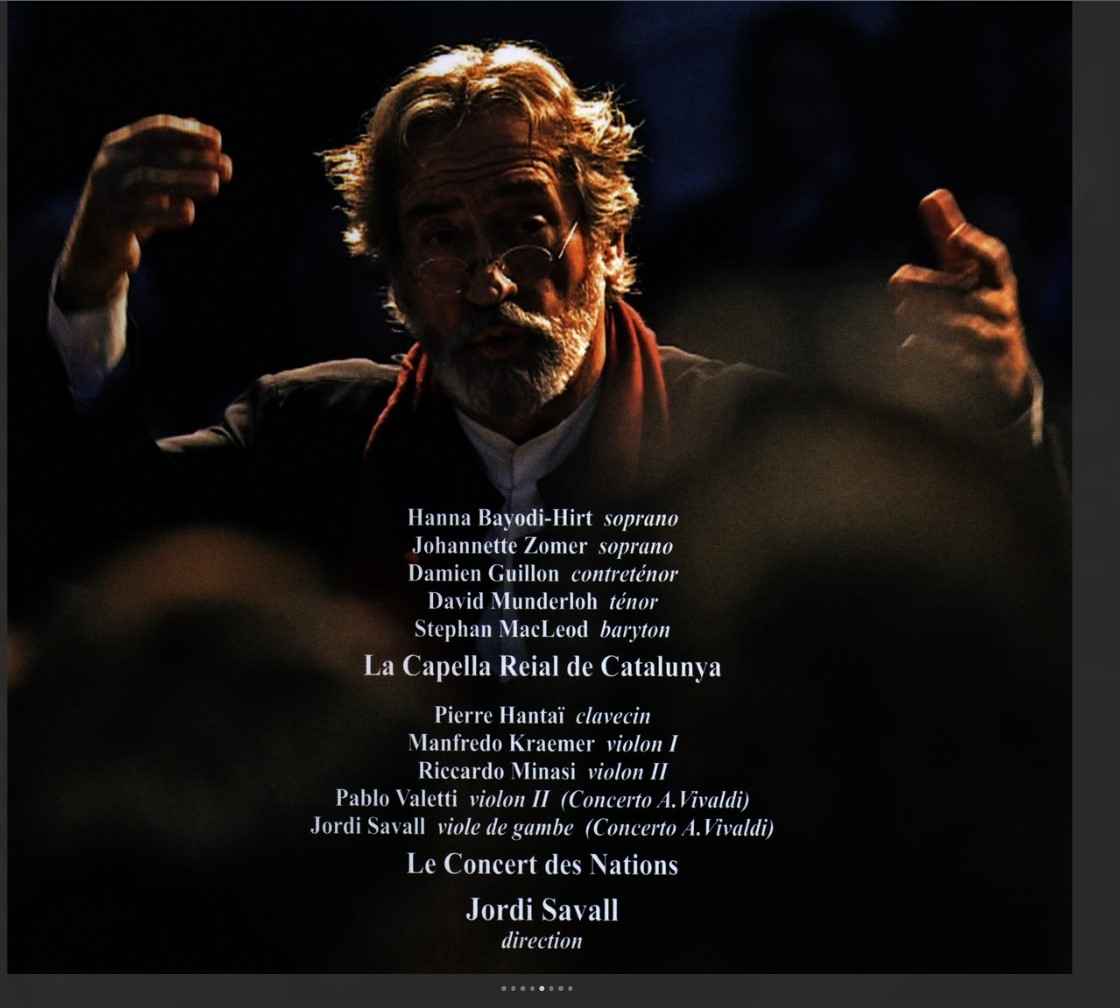 Hanna Bayodi-Hirt soprano
Johannette Zomer soprano
Damien Guillon contreténor
David Munderloh ténor
Stephan MacLeod baryton
La Capella Reial de Catalunya
Pierre Hantaï clavecin
Manfredo Kraemer violon I
Riccardo Minasi violon II
Pablo Valetti violon II (Concerto A.Vivaldi)
Jordi Savall viole de gambe (Concerto A.Vivaldi)
Le Concert des Nations
Jordi Savall
direction